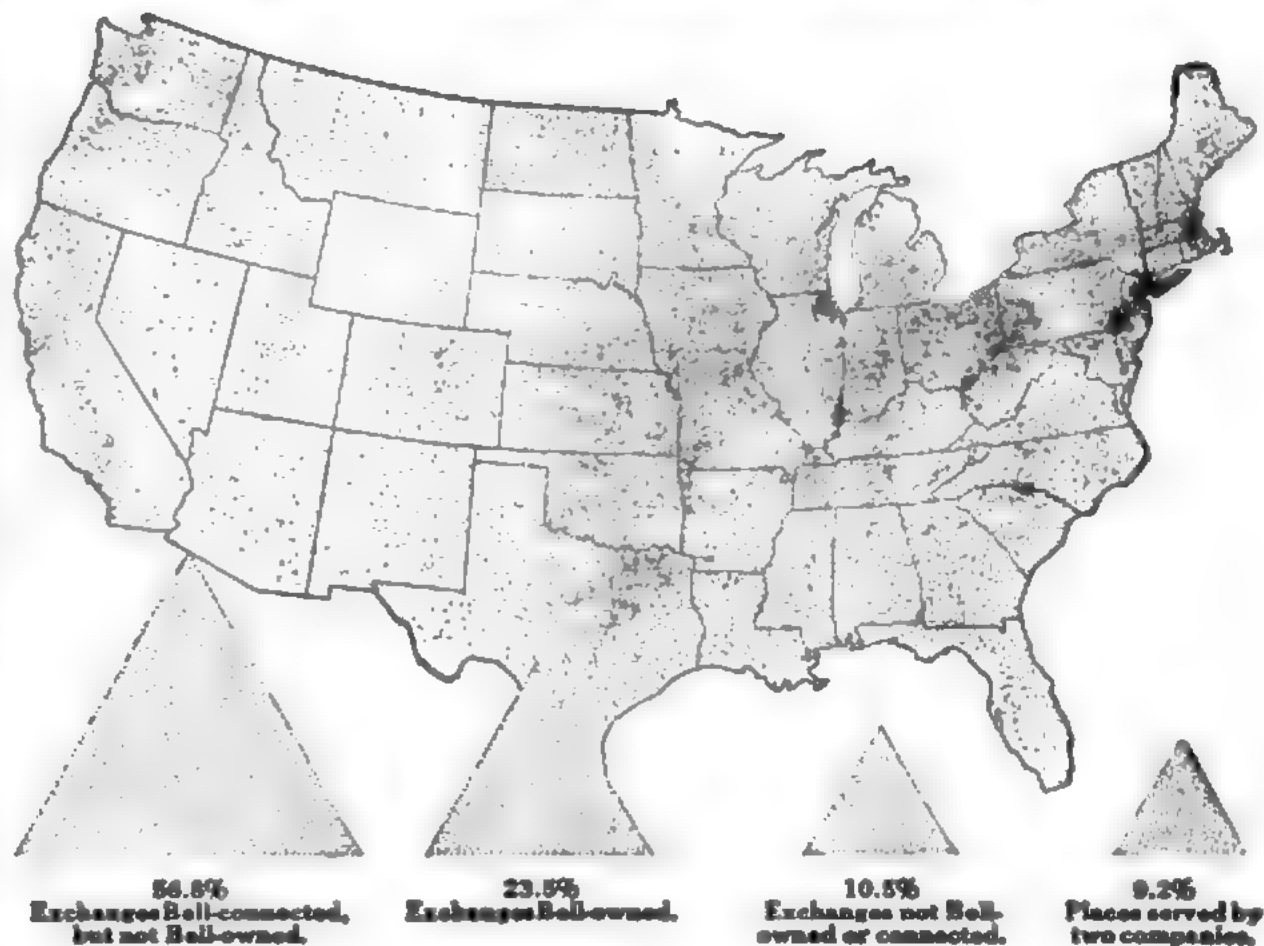 56.8%
Exchanges Bell-connected,
but not Bell-owned.
23.5%
Exchanges Bell-owned.
10.5%
Exchanges not Bell-
owned or connected.
9.2%
Places served by
two companies.